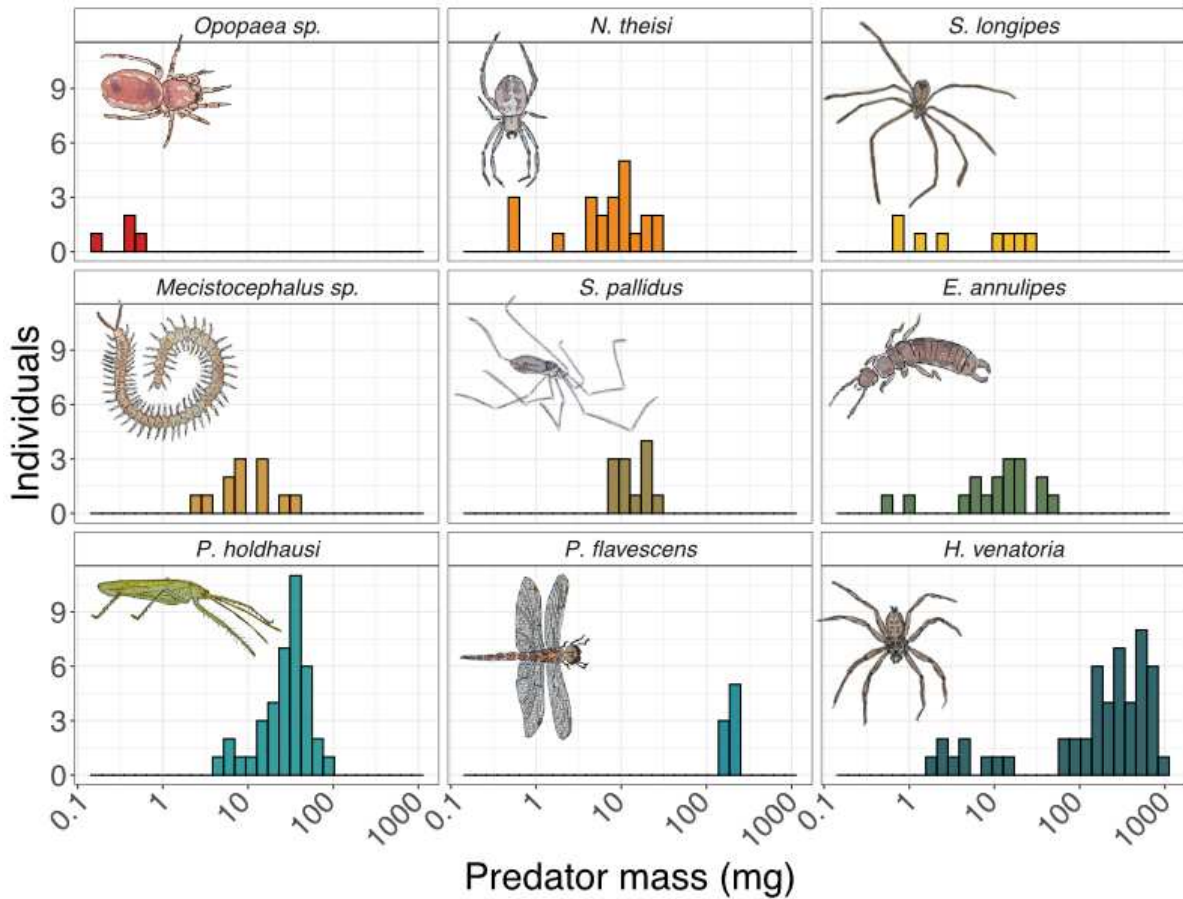 Opopaea sp. N. theisi S. longipes
9
6
3
0
Mecistocephalus sp. S. pallidus E. annulipes
Individuals
9
6
3
0
P. holdhausi P. flavescens H. venatoria
9
6
3
0
0.1 1 10 100 1000 0.1 1 10 100 1000 0.1 1 10 100 1000
Predator mass (mg)